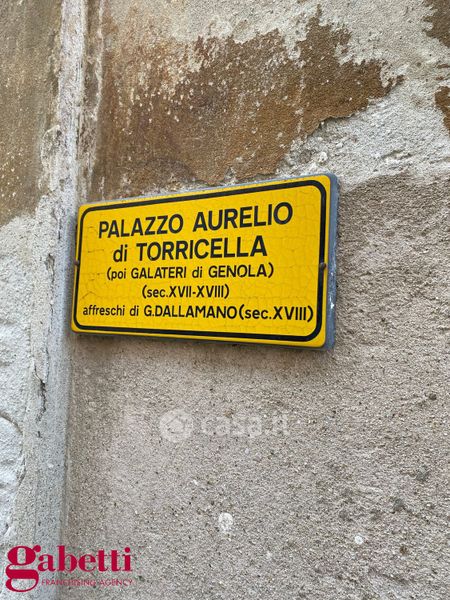 PALAZZO AURELIO
di TORRICELLA
(poi GALATERI di GENOLA)
(sec.XVII-XVIII)
affreschi di G.DALLAMANO(sec.XVIII)
casa.it
gabetti
FRANCHISING AGENCY